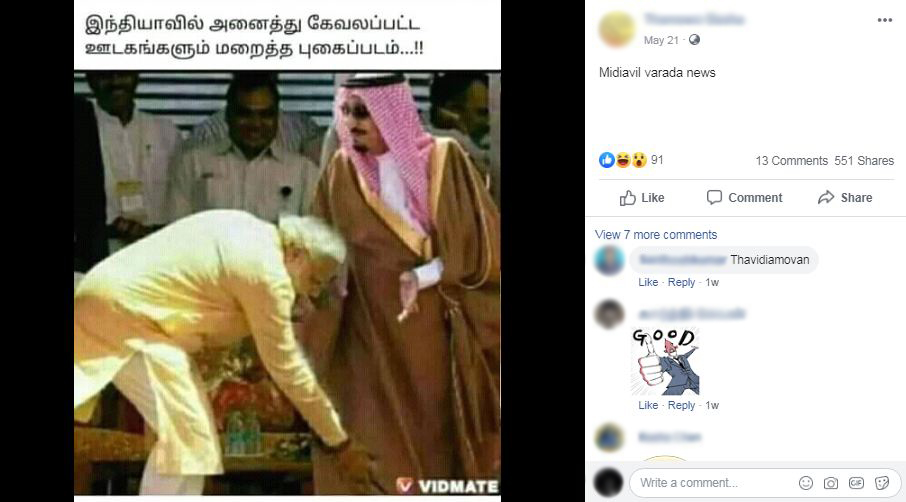 இந்தியாவில் அனைத்து கேவலப்பட்ட
ஊடகங்களும் மறைத்த புகைப்படம்...!!
VIDMATE
May 21
Midiavil varada news
91
13 Comments 551 Shares
Like Comment Share
View 7 more comments
Thavidiamovan
Like · Reply · 1w
GOOD
Like · Reply · 1w
Write a comment...
GIF